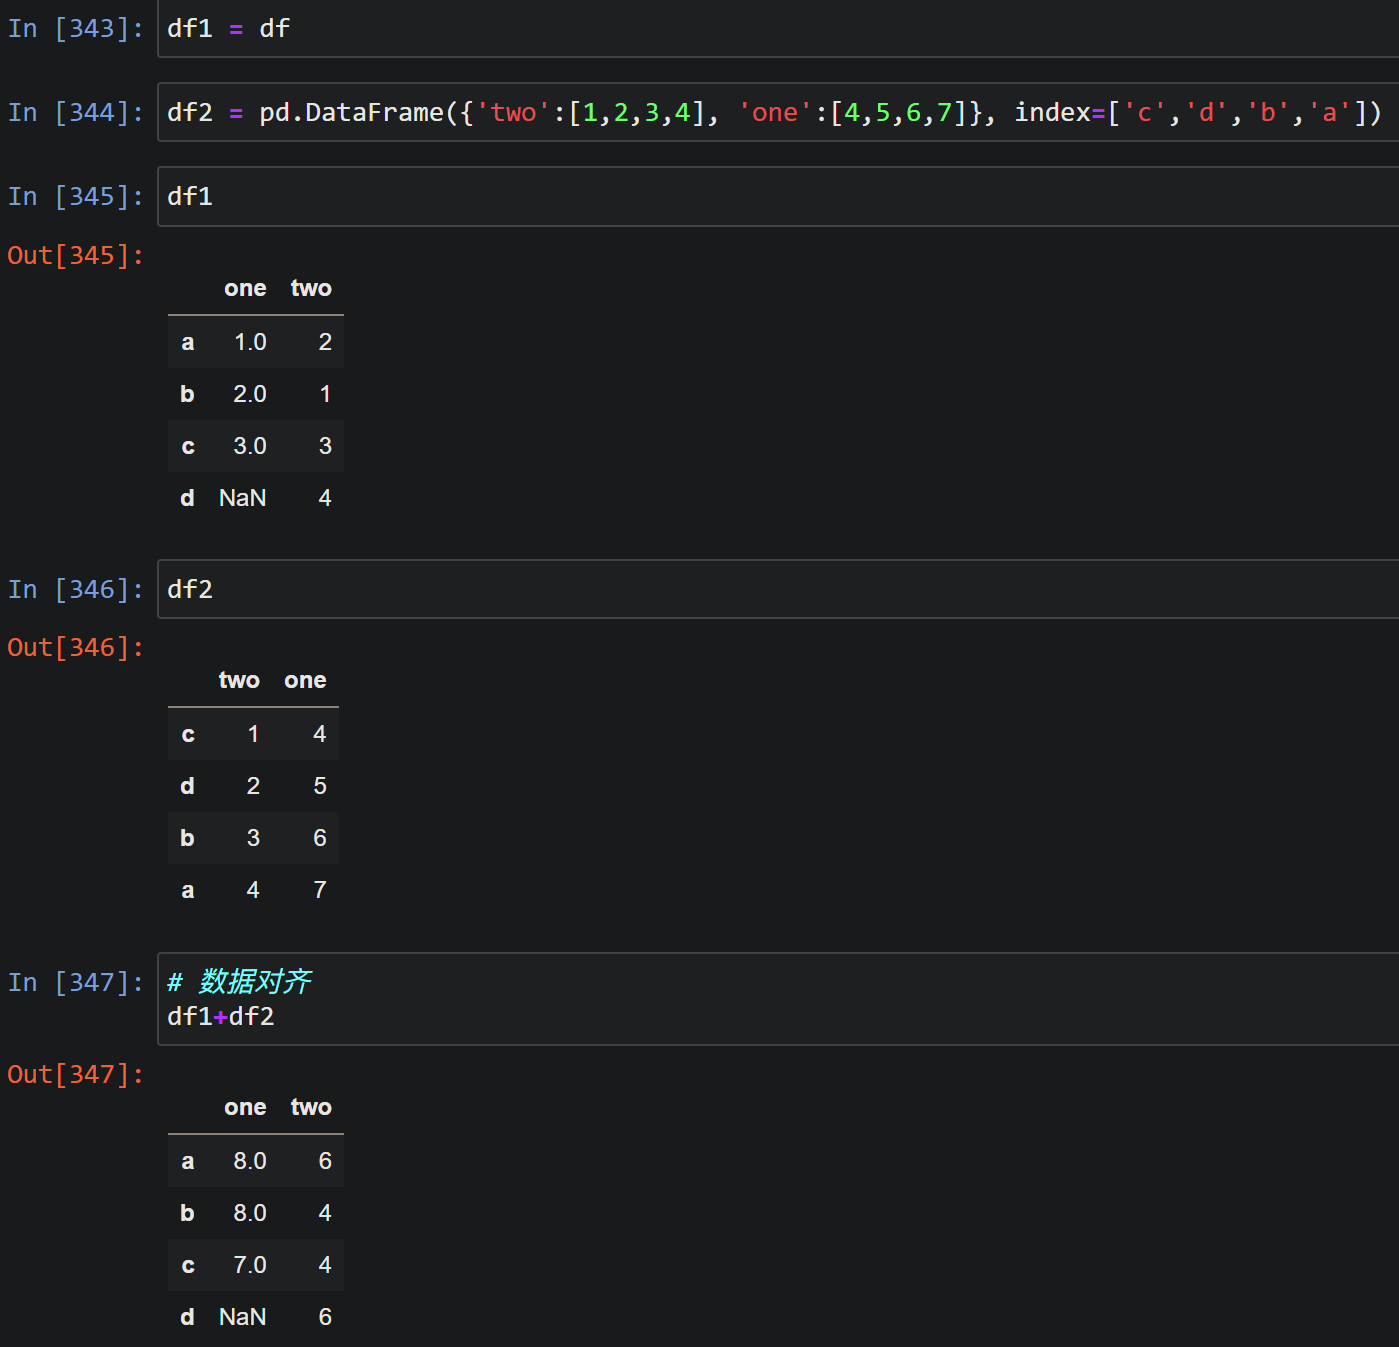 In [343]: df1 = df
In [344]: df2 = pd.DataFrame({'two':[1,2,3,4], 'one':[4,5,6,7]}, index=['c','d','b','a'])
In [345]: df1
Out[345]:
one two
a 1.0 2
b 2.0 1
c 3.0 3
d NaN 4
In [346]: df2
Out[346]:
two one
c 1 4
d 2 5
b 3 6
a 4 7
In [347]: # 数据对齐
df1+df2
Out[347]:
one two
a 8.0 6
b 8.0 4
c 7.0 4
d NaN 6